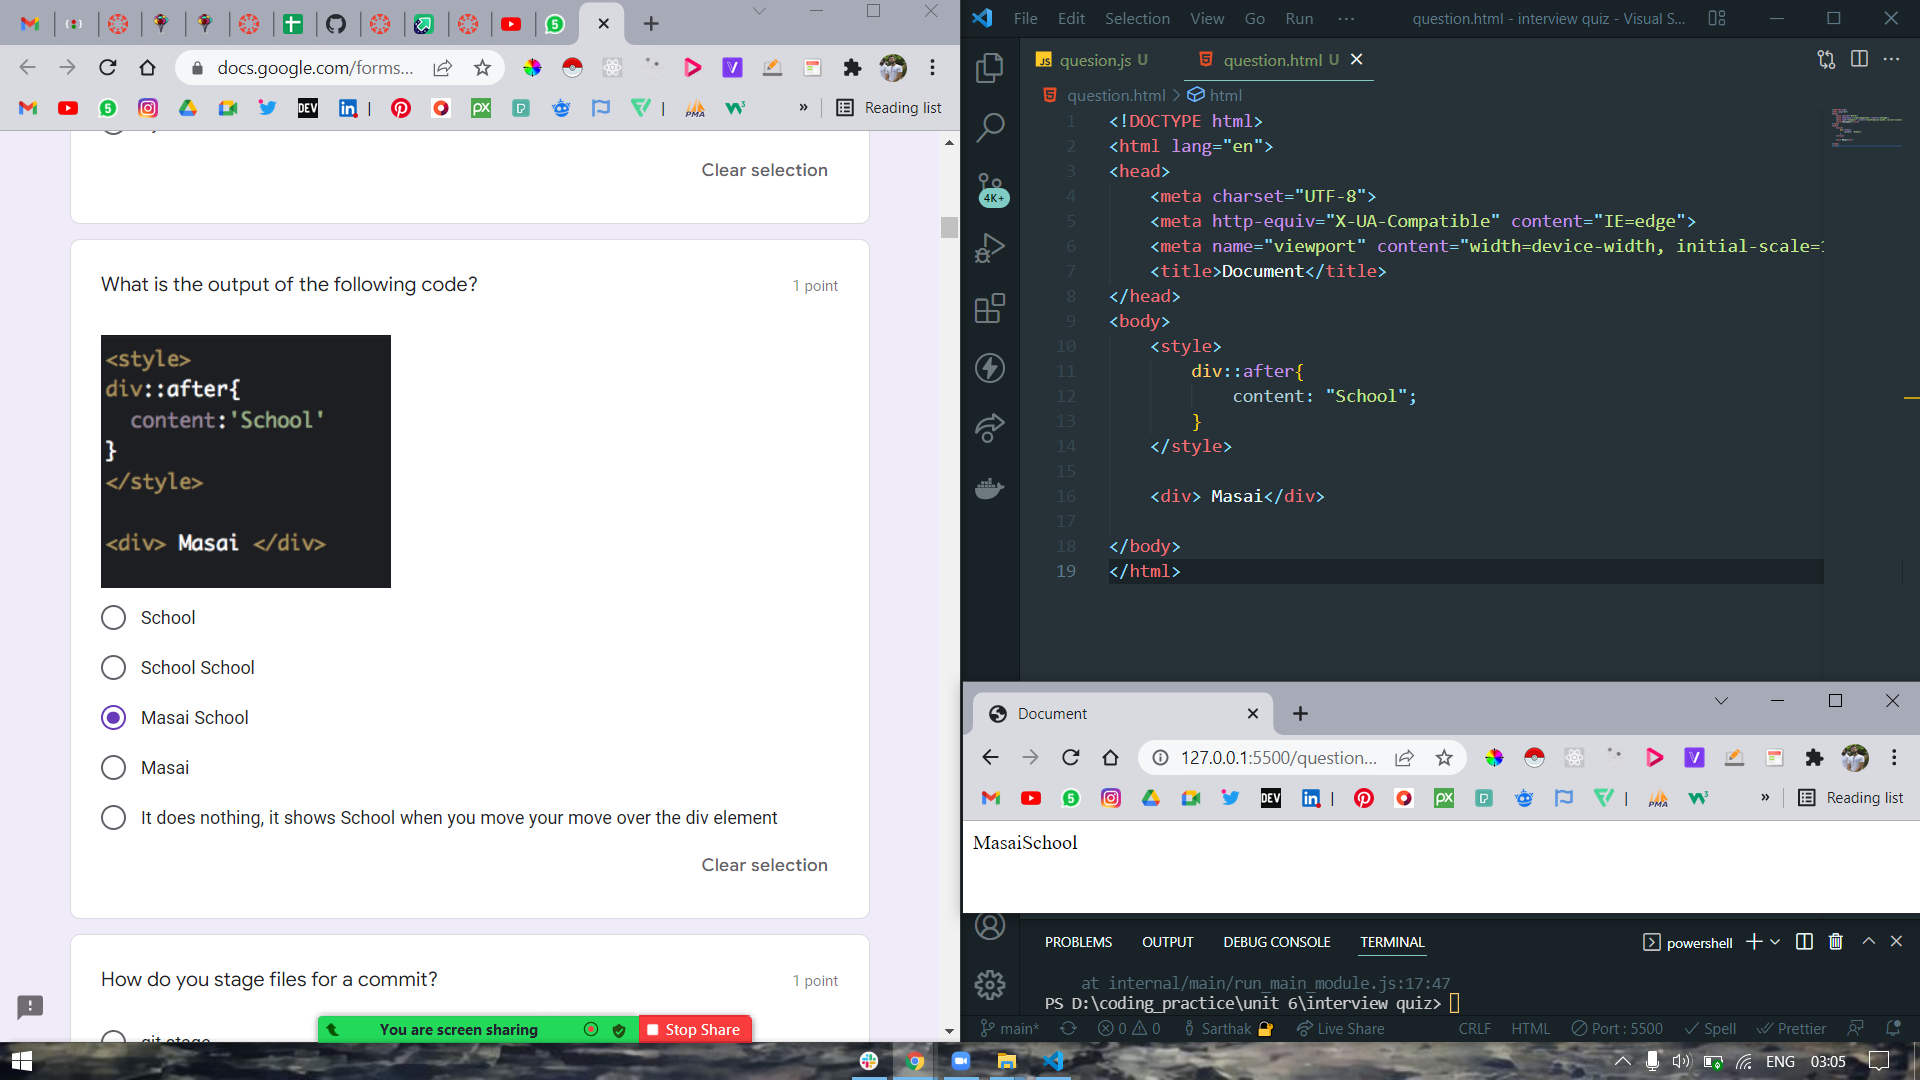 docs.google.com/forms...
» Reading list
Clear selection
What is the output of the following code?
1 point
<style>
div::after{
content:'School'
}
</style>
<div> Masai </div>
School
School School
Masai School
Masai
It does nothing, it shows School when you move your move over the div element
Clear selection
How do you stage files for a commit?
1 point
You are screen sharing
Stop Share
File Edit Selection View Go Run ···
question.html - interview quiz - Visual S...
JS quesion.js U
question.html U
question.html > html
4K+
1 <!DOCTYPE html>
2 <html lang="en">
3 <head>
4 <meta charset="UTF-8">
5 <meta http-equiv="X-UA-Compatible" content="IE=edge">
6 <meta name="viewport" content="width=device-width, initial-scale=1
7 <title>Document</title>
8 </head>
9 <body>
10 <style>
11 div::after{
12 content: "School";
13 }
14 </style>
15
16 <div> Masai</div>
17
18 </body>
19 </html>
Document
127.0.0.1:5500/question...
» Reading list
MasaiSchool
PROBLEMS OUTPUT DEBUG CONSOLE TERMINAL
powershell
at internal/main/run_main_module.js:17:47
PS D:\coding_practice\unit 6\interview quiz>
main* 0 0 Sarthak Live Share
CRLF HTML Port : 5500 Spell Prettier
ENG 03:05